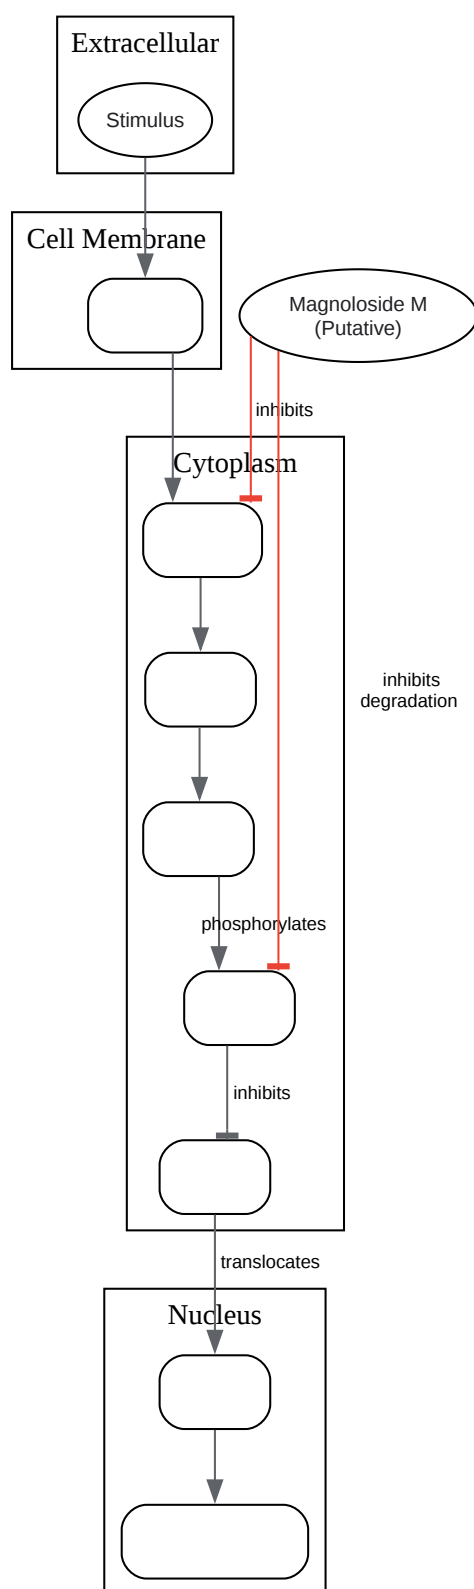 Extracellular
Stimulus
Cell Membrane
Magnoloside M
(Putative)
inhibits
Cytoplasm
inhibits
degradation
phosphorylates
inhibits
translocates
Nucleus